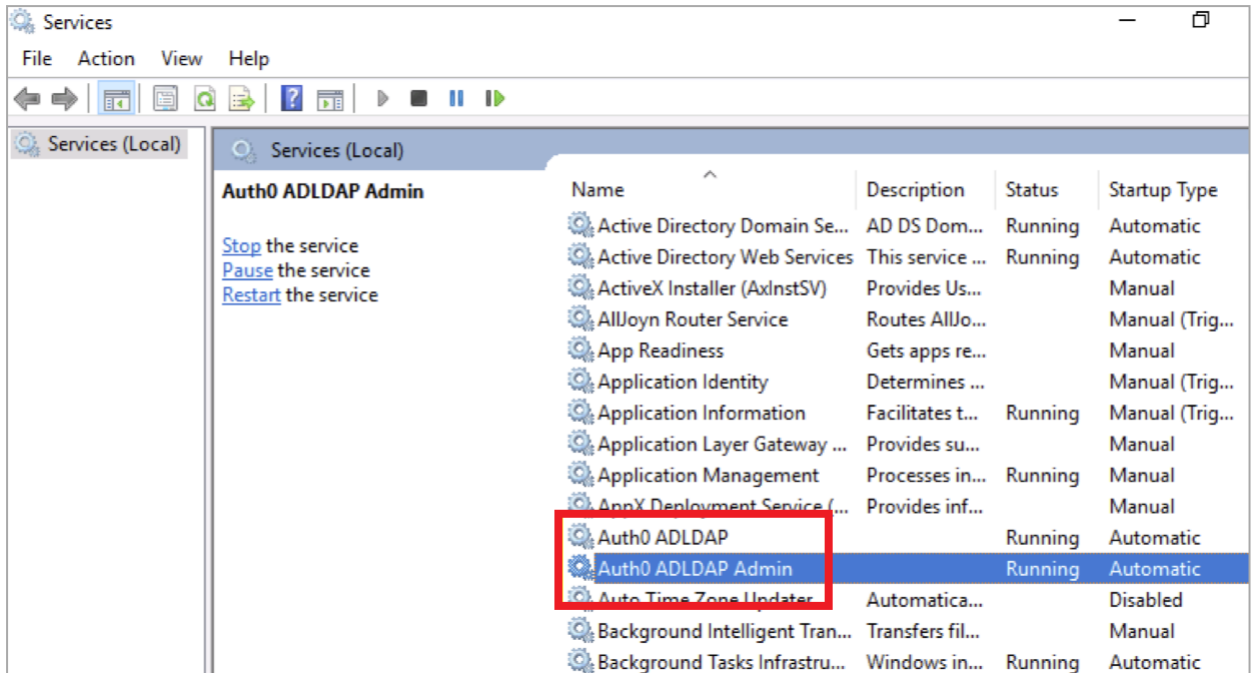 Services
File Action View Help
Services (Local)
Services (Local)
Auth0 ADLDAP Admin
Stop the service
Pause the service
Restart the service
Name Description Status Startup Type
Active Directory Domain Se... AD DS Dom... Running Automatic
Active Directory Web Services This service ... Running Automatic
ActiveX Installer (AxInstSV) Provides Us... Manual
AllJoyn Router Service Routes AllJo... Manual (Trig...
App Readiness Gets apps re... Manual
Application Identity Determines ... Manual (Trig...
Application Information Facilitates t... Running Manual (Trig...
Application Layer Gateway ... Provides su... Manual
Application Management Processes in... Running Manual
AppX Deployment Service (... Provides inf... Manual
Auth0 ADLDAP Running Automatic
Auth0 ADLDAP Admin Running Automatic
Auto Time Zone Updater Automatica... Disabled
Background Intelligent Tran... Transfers fil... Manual
Background Tasks Infrastru... Windows in... Running Automatic